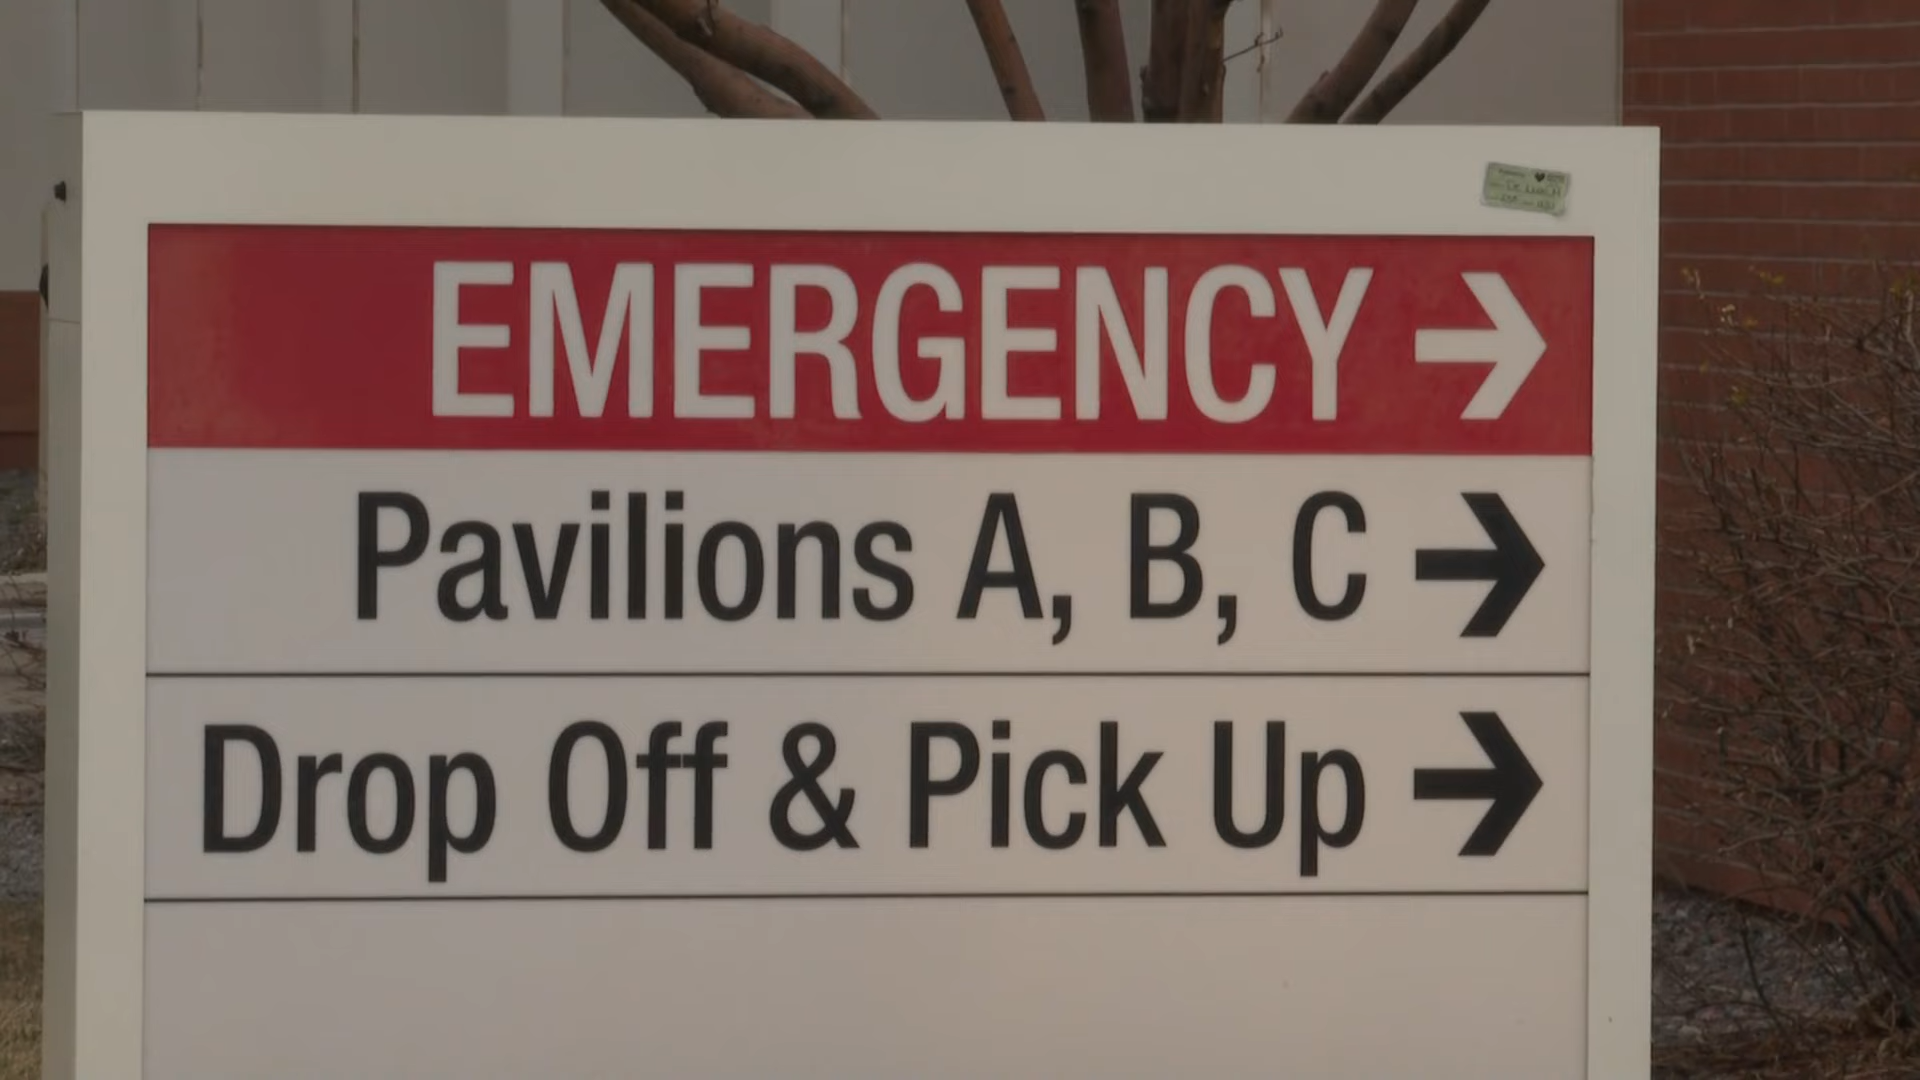 EMERGENCY →
Pavilions A, B, C →
Drop Off & Pick Up →